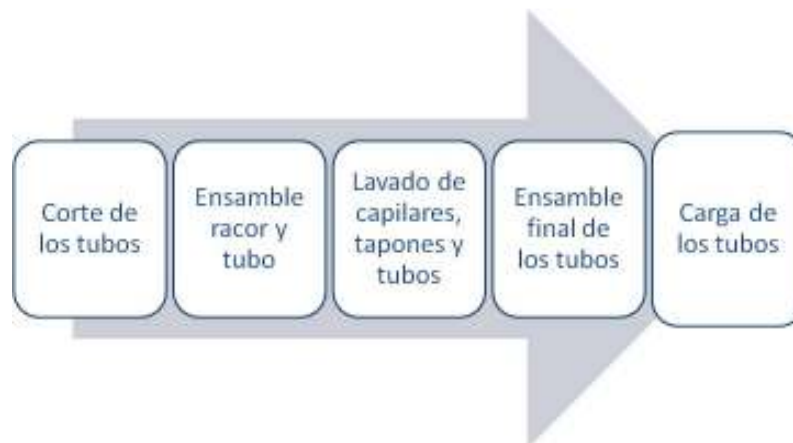 Corte de
los tubos
Ensamble
racor y
tubo
Lavado de
capilares,
tapones y
tubos
Ensamble
final de
los tubos
Carga de
los tubos